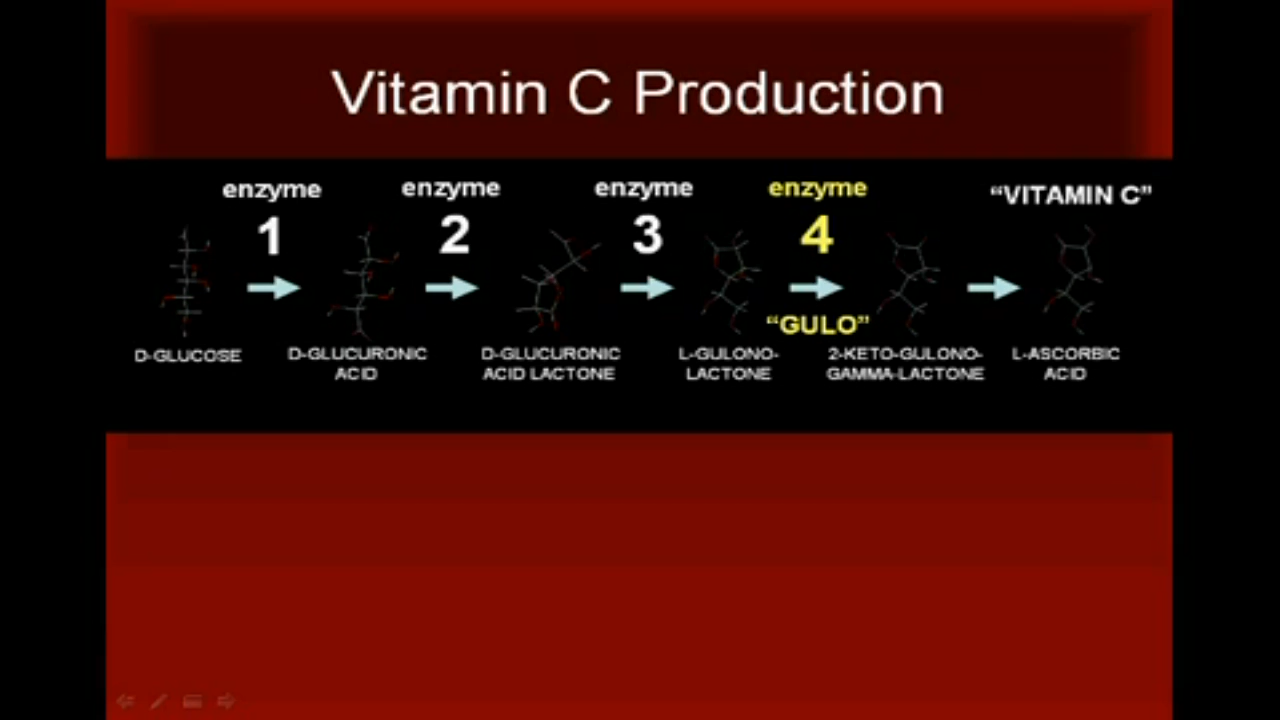 Vitamin C Production
enzyme enzyme enzyme enzyme "VITAMIN C"
1 2 3 4
"GULO"
D-GLUCOSE D-GLUCURONIC D-GLUCURONIC L-GULONO- 2-KETO-GULONO- L-ASCORBIC
ACID ACID LACTONE LACTONE GAMMA-LACTONE ACID